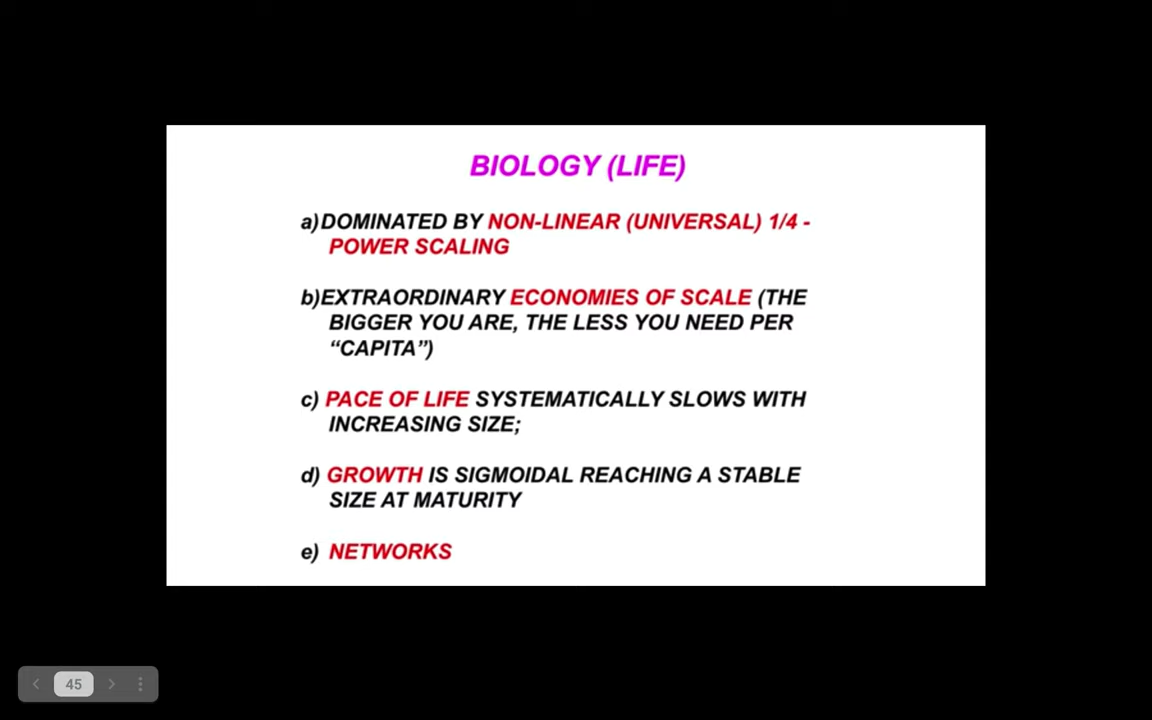 BIOLOGY (LIFE)
a)DOMINATED BY NON-LINEAR (UNIVERSAL) 1/4 -
POWER SCALING
b)EXTRAORDINARY ECONOMIES OF SCALE (THE
BIGGER YOU ARE, THE LESS YOU NEED PER
“CAPITA”)
c) PACE OF LIFE SYSTEMATICALLY SLOWS WITH
INCREASING SIZE;
d) GROWTH IS SIGMOIDAL REACHING A STABLE
SIZE AT MATURITY
e) NETWORKS
45